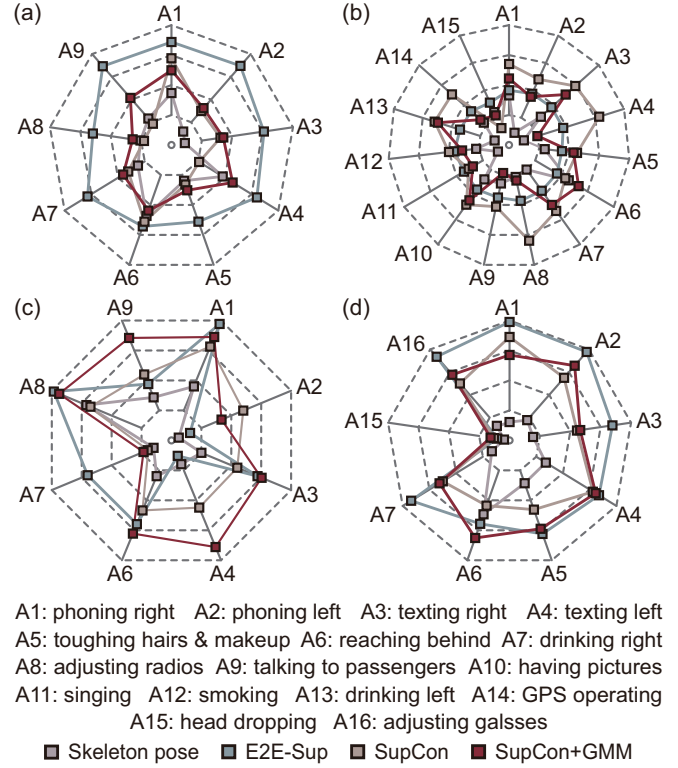 (a)
A1
A2
A3
A4
A5
A6
A7
A8
A9
(b)
A1
A2
A3
A4
A5
A6
A7
A8
A9
A10
A11
A12
A13
A14
A15
(c)
A1
A2
A3
A4
A6
A7
A8
A9
(d)
A1
A2
A3
A4
A5
A6
A7
A15
A16
A1: phoning right A2: phoning left A3: texting right A4: texting left
A5: toughing hairs & makeup A6: reaching behind A7: drinking right
A8: adjusting radios A9: talking to passengers A10: having pictures
A11: singing A12: smoking A13: drinking left A14: GPS operating
A15: head dropping A16: adjusting galsses
Skeleton pose E2E-Sup SupCon SupCon+GMM